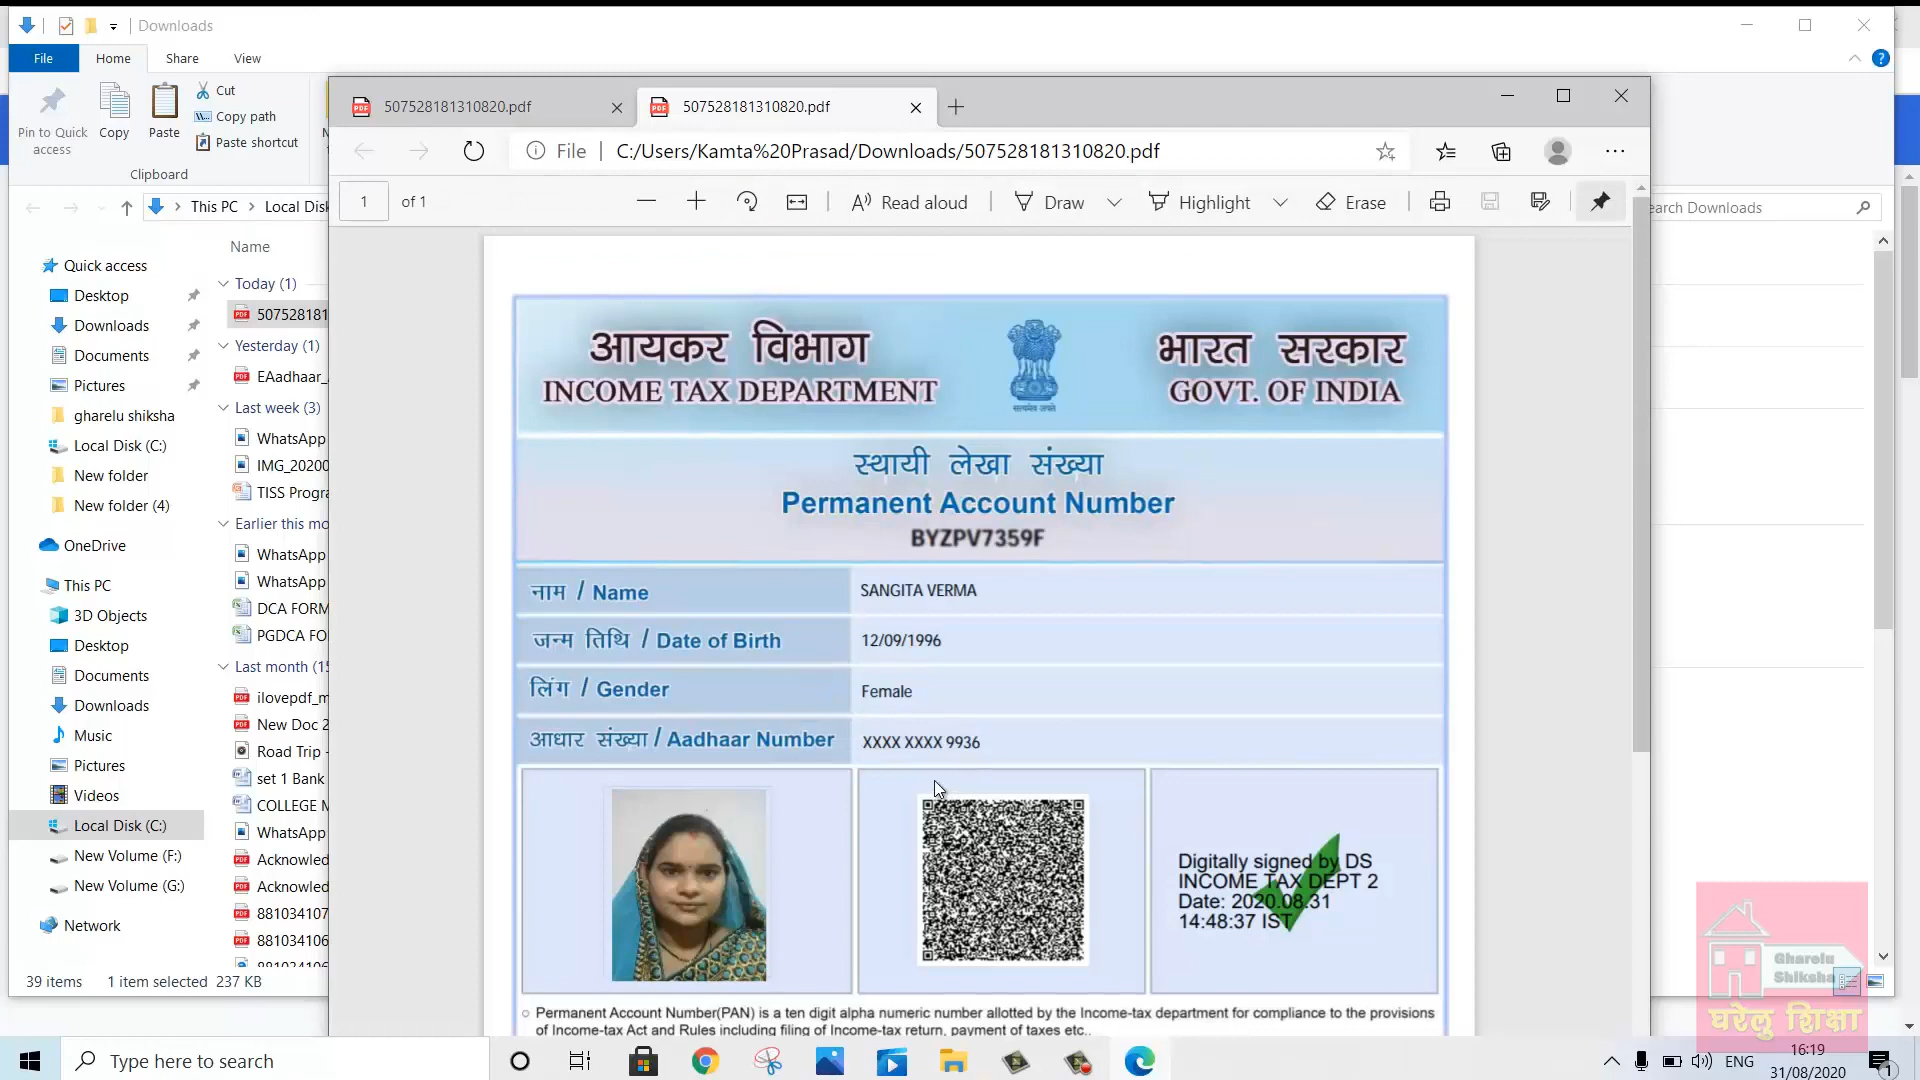 Downloads
File Home Share View
Pin to Quick access
Copy
Paste
Cut
Copy path
Paste shortcut
Clipboard
This PC
Local Disk
Search Downloads
Name
Quick access
Desktop
Downloads
Documents
Pictures
gharelu shiksha
Local Disk (C:)
New folder
New folder (4)
OneDrive
This PC
3D Objects
Desktop
Documents
Downloads
Music
Pictures
Videos
Local Disk (C:)
New Volume (F:)
New Volume (G:)
Network
Today (1)
507528181
Yesterday (1)
EAadhaar_
Last week (3)
WhatsApp
IMG_2020
TISS Progra
Earlier this mo
WhatsApp
WhatsApp
DCA FORM
PGDCA FO
Last month (15
ilovepdf_m
New Doc 2
Road Trip -
set 1 Bank
COLLEGE M
WhatsApp
Acknowled
Acknowled
881034107
881034106
39 items 1 item selected 237 KB
507528181310820.pdf
507528181310820.pdf
File C:/Users/Kamta%20Prasad/Downloads/507528181310820.pdf
1 of 1
Read aloud
Draw
Highlight
Erase
आयकर विभाग
INCOME TAX DEPARTMENT
सत्यमेव जयते
भारत सरकार
GOVT. OF INDIA
स्थायी लेखा संख्या
Permanent Account Number
BYZPV7359F
नाम / Name SANGITA VERMA
जन्म तिथि / Date of Birth 12/09/1996
लिंग / Gender Female
आधार संख्या / Aadhaar Number XXXX XXXX 9936
Digitally signed by DS
INCOME TAX DEPT 2
Date: 2020.08.31
14:48:37 IST
Permanent Account Number(PAN) is a ten digit alpha numeric number allotted by the Income-tax department for compliance to the provisions
of Income-tax Act and Rules including filing of Income-tax return, payment of taxes etc..
Gharelu
Shiksha
घरेलु शिक्षा
Type here to search
ENG
16:19
31/08/2020
1